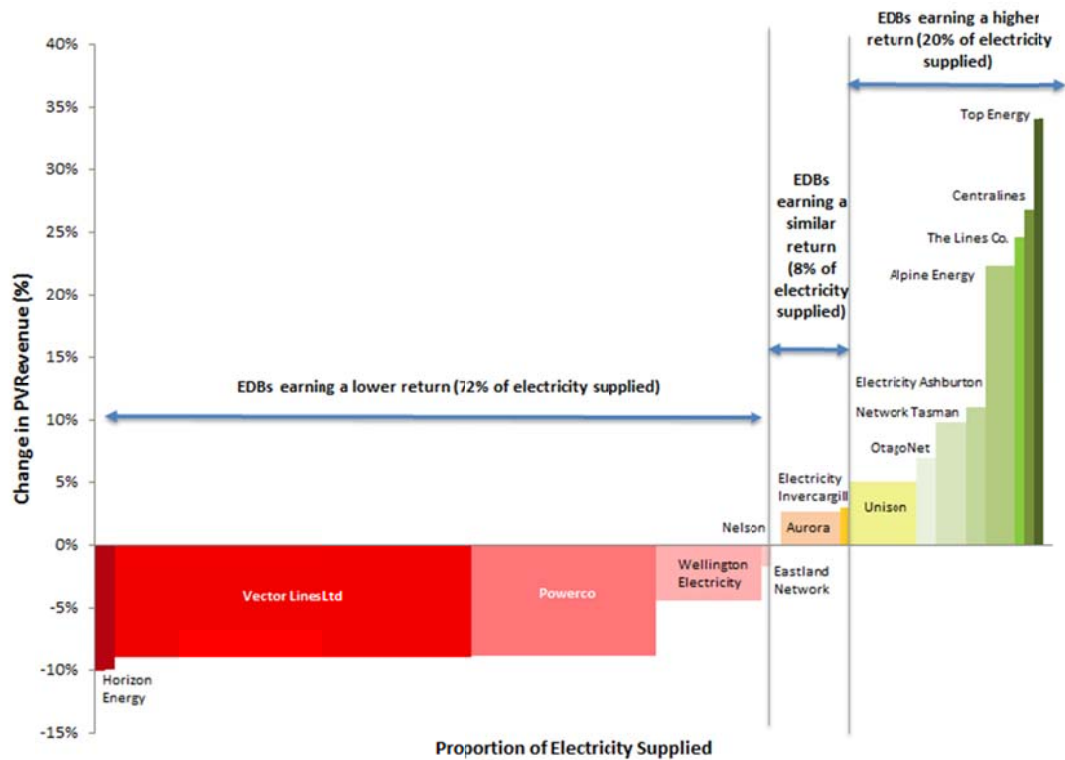 EDBs earning a higher
return (20% of electricity
supplied)
40%
35%
30%
25%
20%
15%
10%
5%
0%
-5%
-10%
-15%
Change in PVRevenue (%)
Top Energy
Centralines
The Lines Co.
Alpine Energy
EDBs
earning a
similar
return
(8% of
electricity
supplied)
EDBs earning a lower return (72% of electricity supplied)
Electricity Ashburton
Network Tasman
OtagoNet
Electricity
Invercargill
Unison
Nelson
Aurora
Wellington
Electricity
Eastland
Network
Vector LinesLtd
Powerco
Horizon
Energy
Proportion of Electricity Supplied